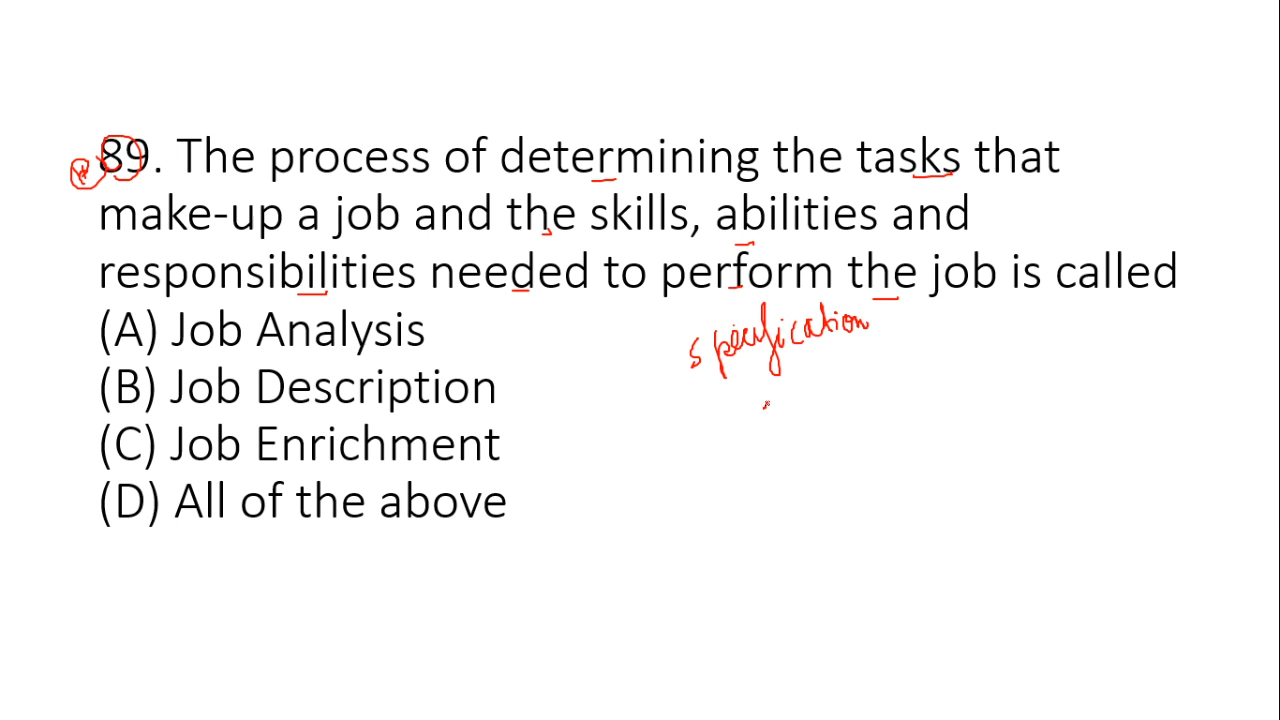 89. The process of determining the tasks that
make-up a job and the skills, abilities and
responsibilities needed to perform the job is called
(A) Job Analysis
specification
(B) Job Description
(C) Job Enrichment
(D) All of the above